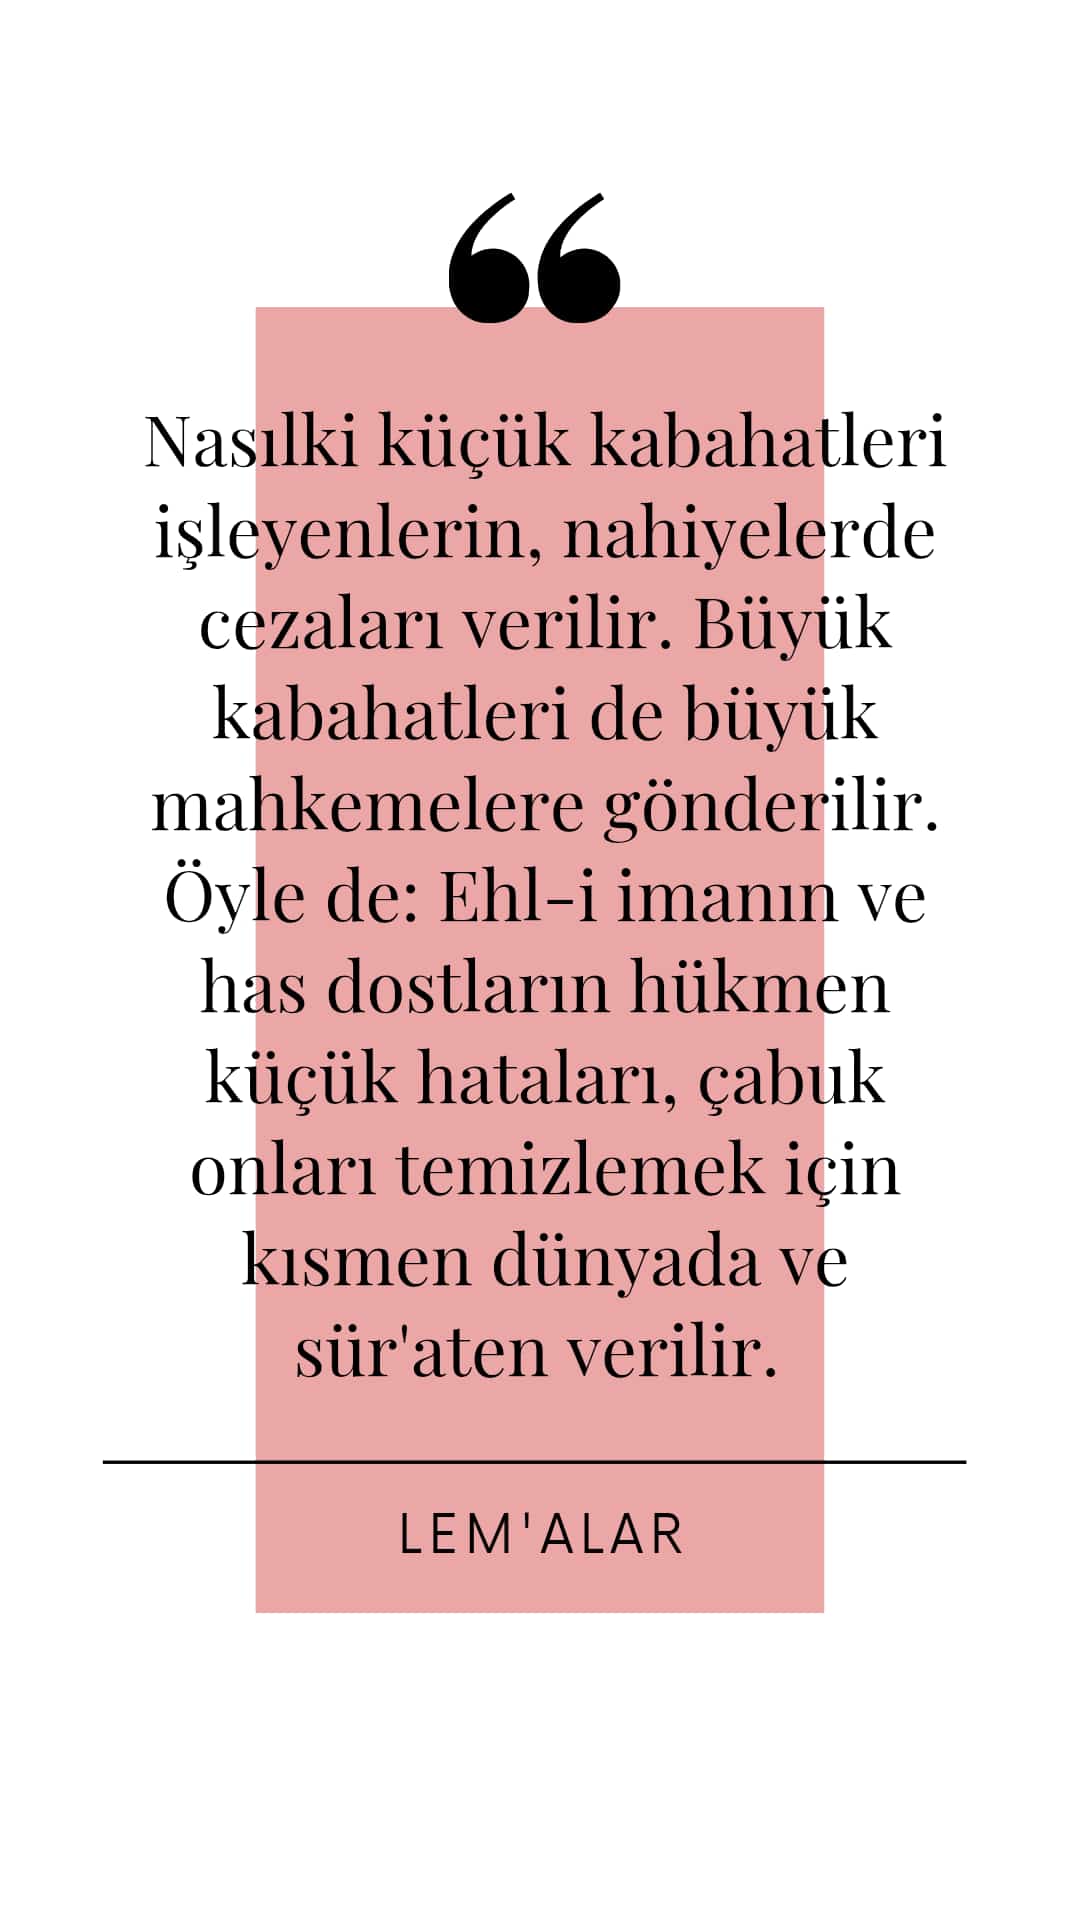 “
Nasılki küçük kabahatleri
işleyenlerin, nahiyelerde
cezaları verilir. Büyük
kabahatleri de büyük
mahkemelere gönderilir.
Öyle de: Ehl-i imanın ve
has dostların hükmen
küçük hataları, çabuk
onları temizlemek için
kısmen dünyada ve
sür'aten verilir.
LEM'ALAR